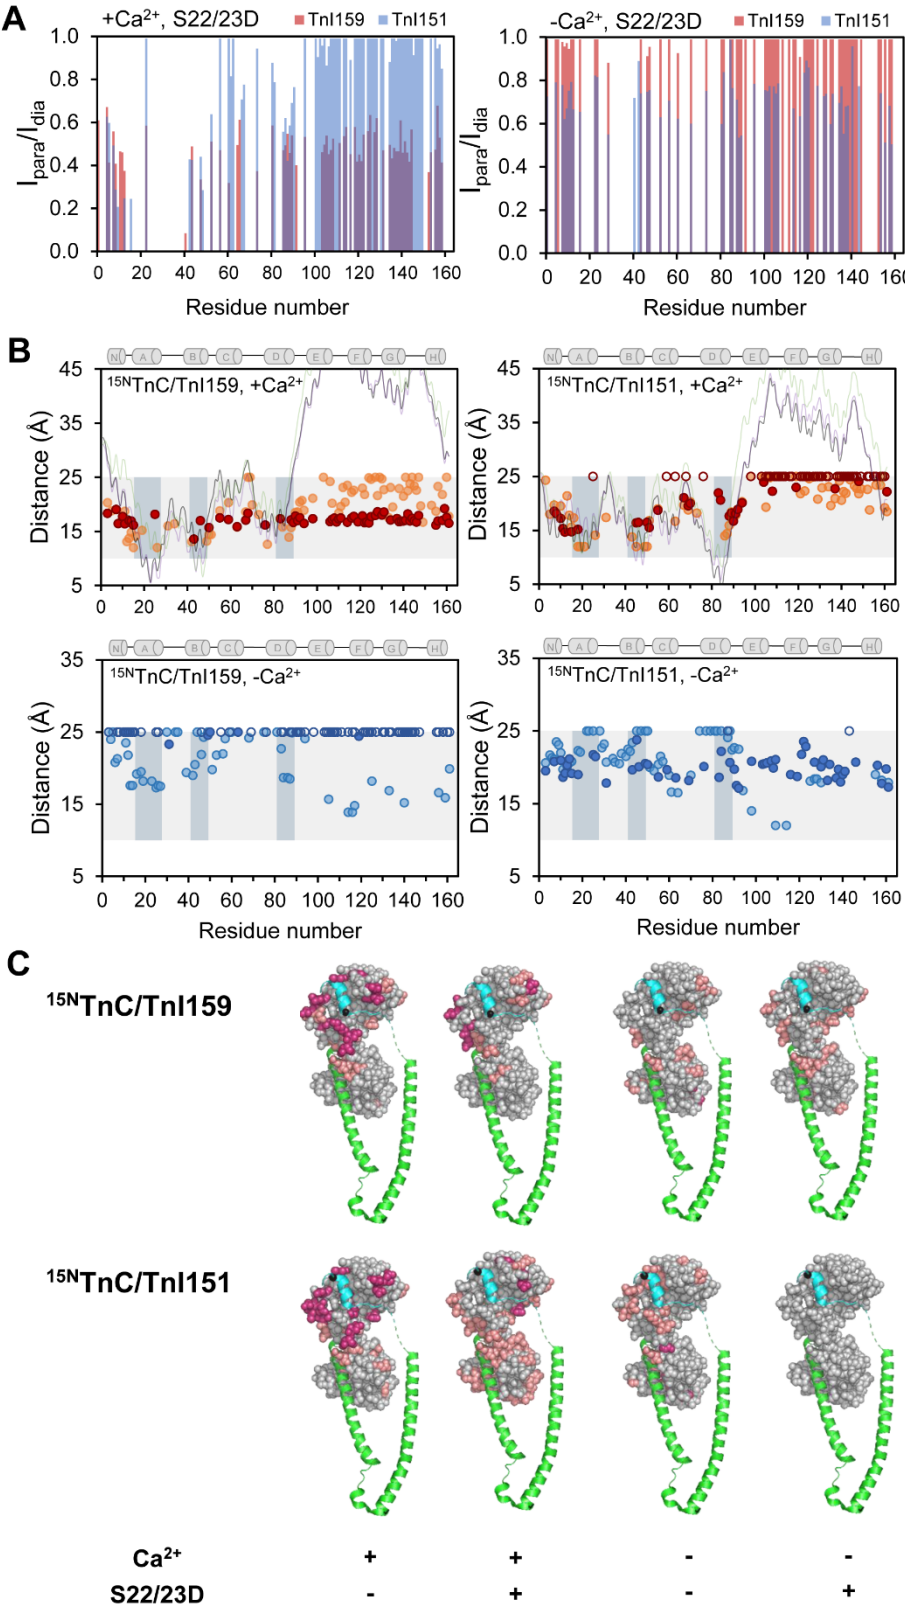 A
+Ca²⁺, S22/23D
TnI159 TnI151
-Ca²⁺, S22/23D
TnI159 TnI151
I para/I dia
1.0
0.8
0.6
0.4
0.2
0.0
0 20 40 60 80 100 120 140 160
Residue number
I para/I dia
1.0
0.8
0.6
0.4
0.2
0.0
0 20 40 60 80 100 120 140 160
Residue number
B
N A B C D E F G H
¹⁵ᴺTnC/TnI159, +Ca²⁺
Distance (Å)
45
35
25
15
5
0 20 40 60 80 100 120 140 160
N A B C D E F G H
¹⁵ᴺTnC/TnI151, +Ca²⁺
Distance (Å)
45
35
25
15
5
0 20 40 60 80 100 120 140 160
N A B C D E F G H
¹⁵ᴺTnC/TnI159, -Ca²⁺
Distance (Å)
35
25
15
5
0 20 40 60 80 100 120 140 160
Residue number
N A B C D E F G H
¹⁵ᴺTnC/TnI151, -Ca²⁺
Distance (Å)
35
25
15
5
0 20 40 60 80 100 120 140 160
Residue number
C
¹⁵ᴺTnC/TnI159
¹⁵ᴺTnC/TnI151
Ca²⁺ + + - -
S22/23D - + - +